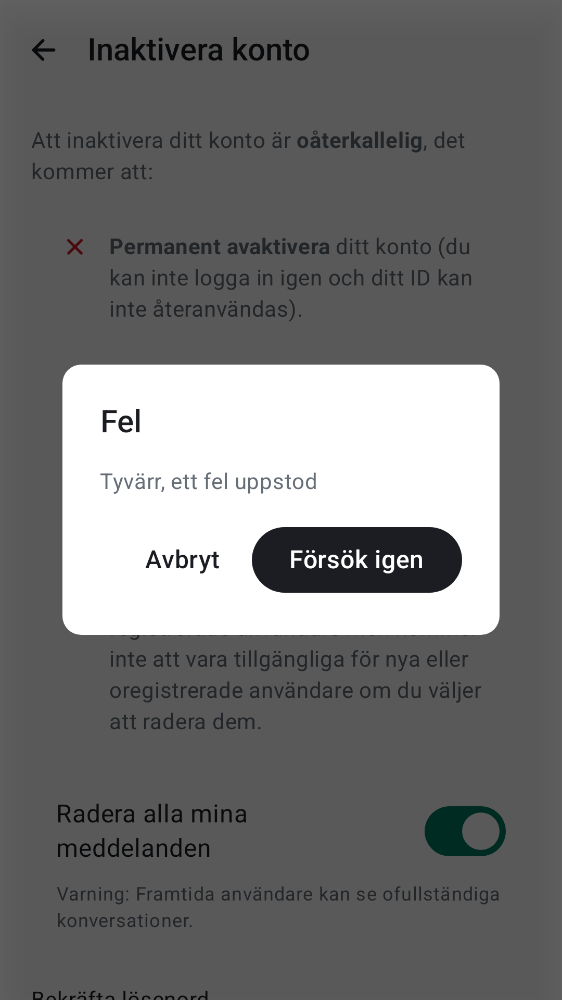 Inaktivera konto
Att inaktivera ditt konto är oåterkallelig, det
kommer att:
Permanent avaktivera ditt konto (du
kan inte logga in igen och ditt ID kan
inte återanvändas).
Fel
Tyvärr, ett fel uppstod
Avbryt
Försök igen
inte att vara tillgängliga för nya eller
oregistrerade användare om du väljer
att radera dem.
Radera alla mina
meddelanden
Varning: Framtida användare kan se ofullständiga
konversationer.
Bekräfta lösenord